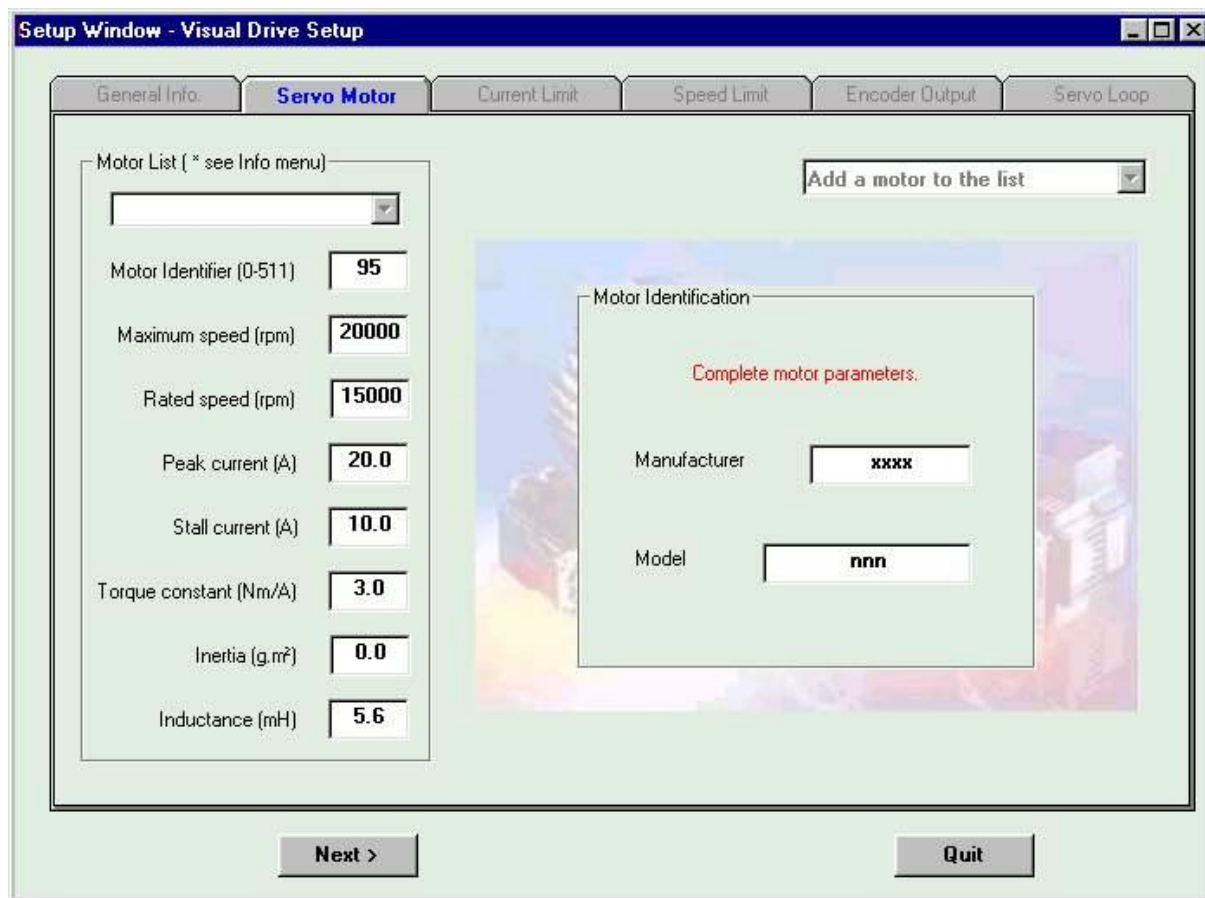 Setup Window - Visual Drive Setup
General Info. Servo Motor Current Limit Speed Limit Encoder Output Servo Loop
Motor List ( * see Info menu)
Add a motor to the list
Motor Identifier (0-511) 95
Maximum speed (rpm) 20000
Rated speed (rpm) 15000
Peak current (A) 20.0
Stall current (A) 10.0
Torque constant (Nm/A) 3.0
Inertia (g.m²) 0.0
Inductance (mH) 5.6
Motor Identification
Complete motor parameters.
Manufacturer xxxx
Model nnn
Next > Quit